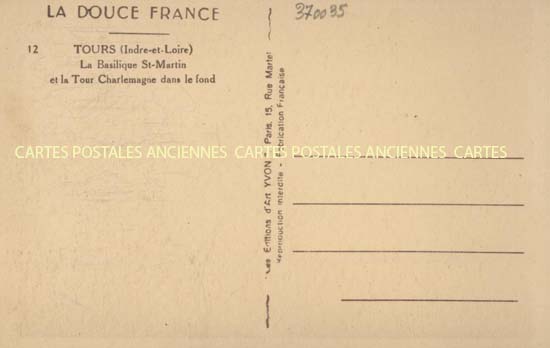 LA DOUCE FRANCE
370035
12 TOURS (Indre-et-Loire)
La Basilique St-Martin
et la Tour Charlemagne dans le fond
CARTES POSTALES ANCIENNES CARTES POSTALES ANCIENNES CARTES
Les Editions d'Art YVON - Paris, 15, Rue Martel
Reproduction interdite - Fabrication Française